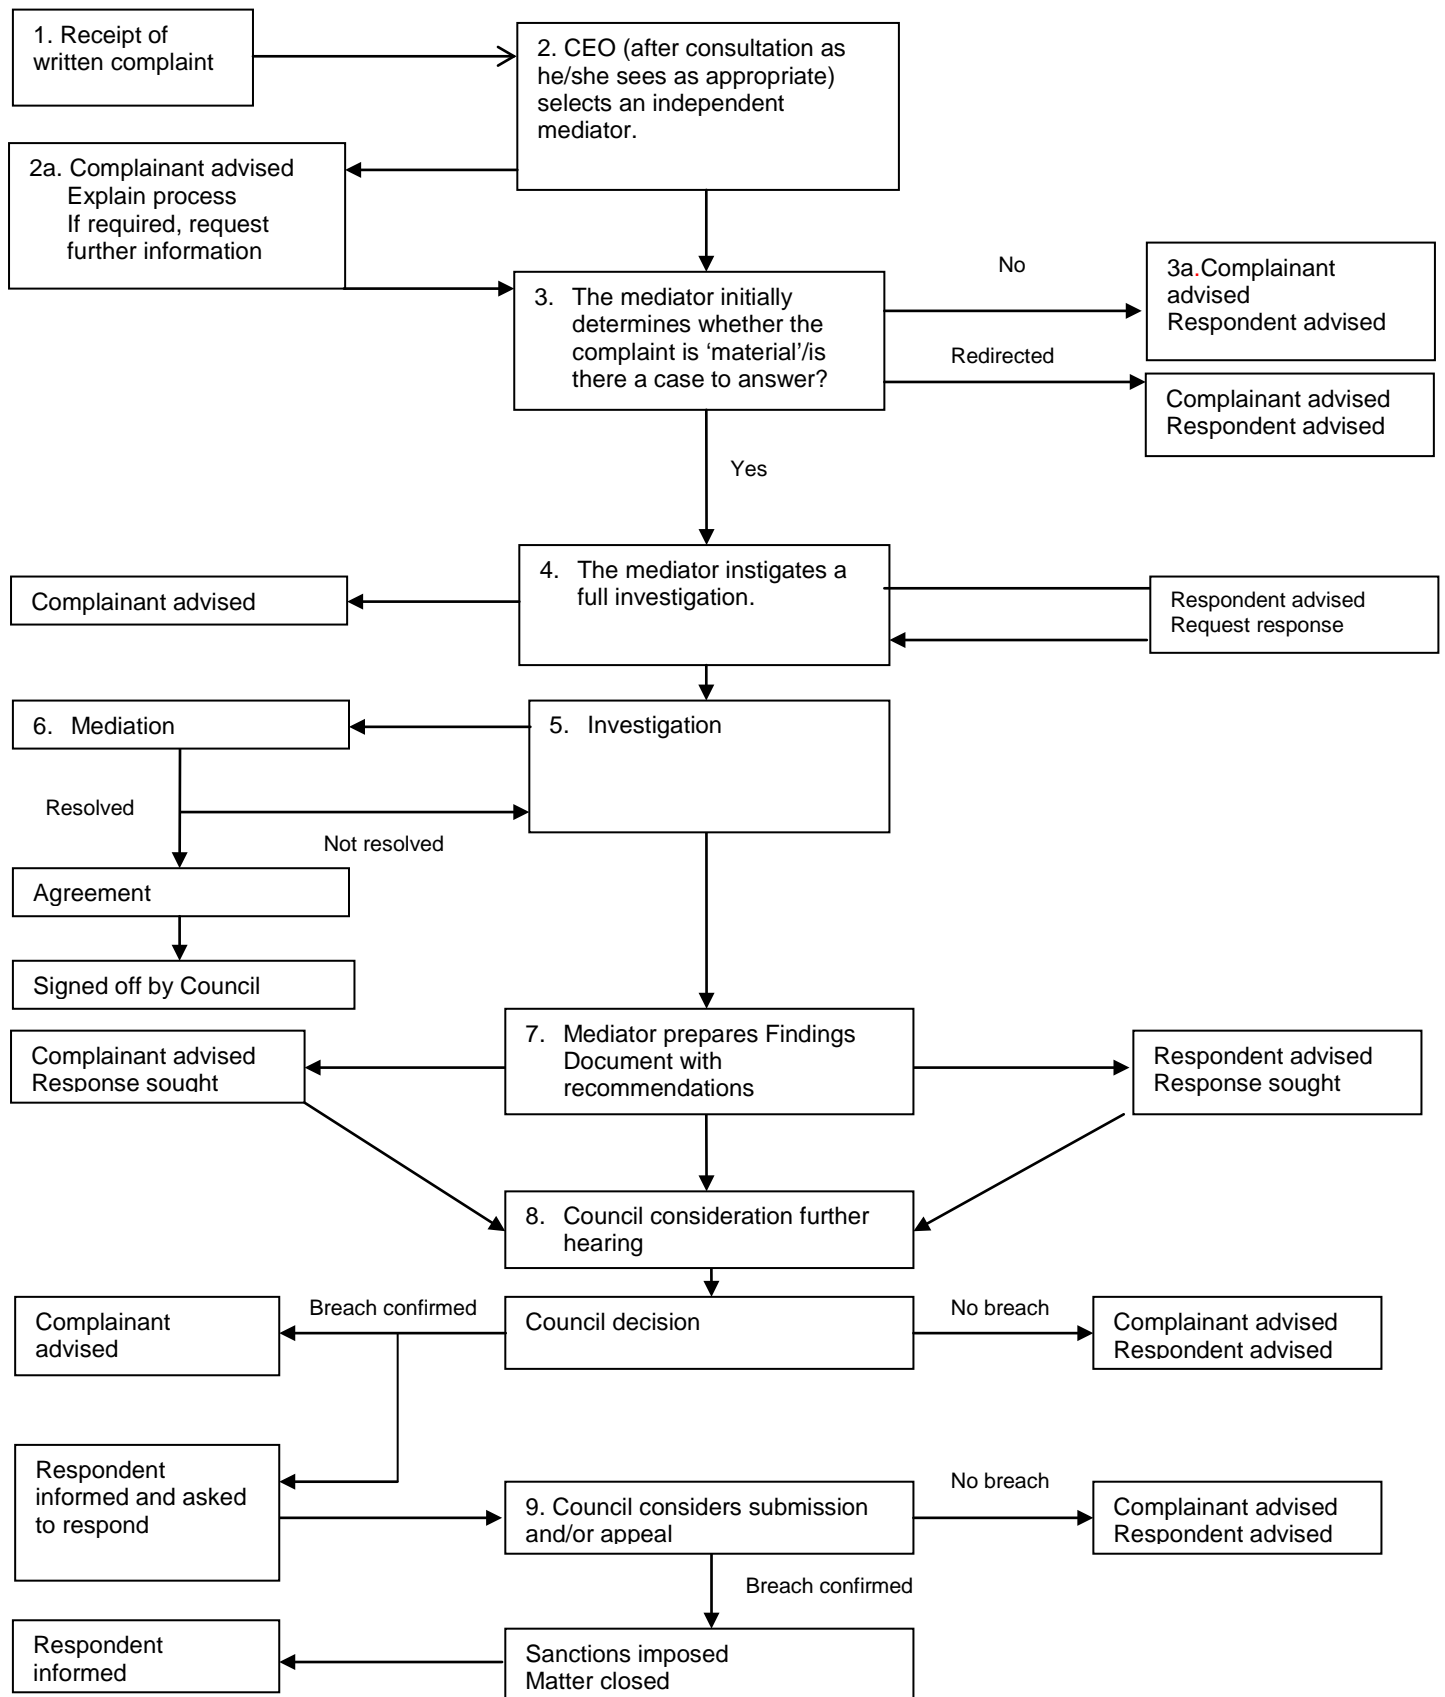 1. Receipt of
written complaint
2. CEO (after consultation as
he/she sees as appropriate)
selects an independent
mediator.
2a. Complainant advised
Explain process
If required, request
further information
3. The mediator initially
determines whether the
complaint is ‘material’/is
there a case to answer?
No
3a.Complainant
advised
Respondent advised
Redirected
Complainant advised
Respondent advised
Yes
4. The mediator instigates a
full investigation.
Complainant advised
Respondent advised
Request response
6. Mediation
5. Investigation
Resolved
Not resolved
Agreement
Signed off by Council
7. Mediator prepares Findings
Document with
recommendations
Complainant advised
Response sought
Respondent advised
Response sought
8. Council consideration further
hearing
Complainant
advised
Breach confirmed
Council decision
No breach
Complainant advised
Respondent advised
Respondent
informed and asked
to respond
9. Council considers submission
and/or appeal
No breach
Complainant advised
Respondent advised
Breach confirmed
Respondent
informed
Sanctions imposed
Matter closed